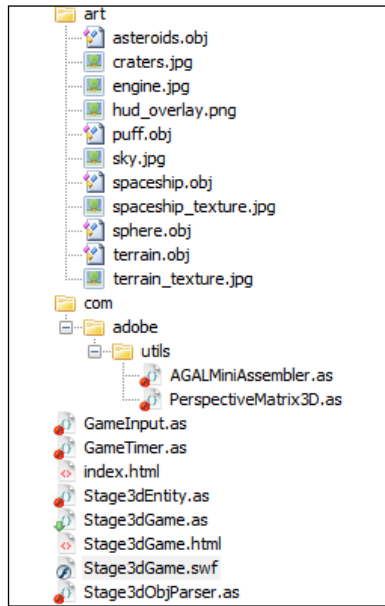 art
asteroids.obj
craters.jpg
engine.jpg
hud_overlay.png
puff.obj
sky.jpg
spaceship.obj
spaceship_texture.jpg
sphere.obj
terrain.obj
terrain_texture.jpg
com
adobe
utils
AGALMiniAssembler.as
PerspectiveMatrix3D.as
GameInput.as
GameTimer.as
index.html
Stage3dEntity.as
Stage3dGame.as
Stage3dGame.html
Stage3dGame.swf
Stage3dObjParser.as